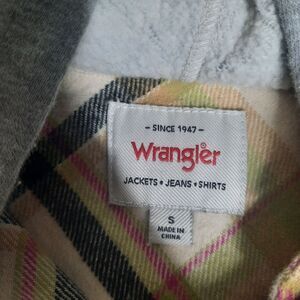 - SINCE 1947 -
Wrangler
JACKETS • JEANS • SHIRTS
S
MADE IN
CHINA